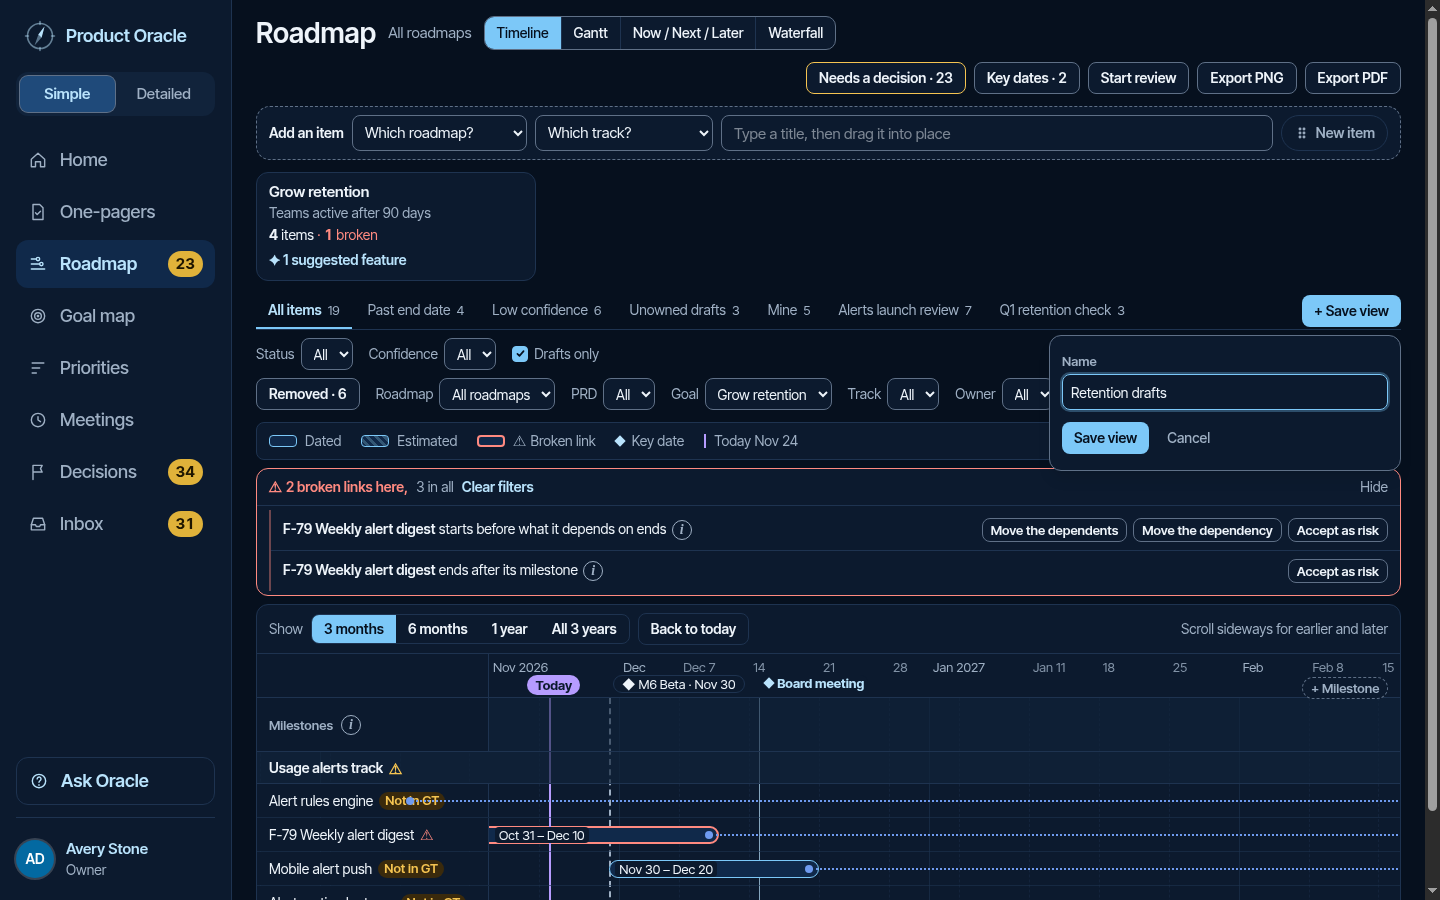 Product Oracle
Simple
Detailed
Home
One-pagers
Roadmap 23
Goal map
Priorities
Meetings
Decisions 34
Inbox 31
Ask Oracle
AD
Avery Stone
Owner
Roadmap All roadmaps
Timeline Gantt Now / Next / Later Waterfall
Needs a decision · 23 Key dates · 2 Start review Export PNG Export PDF
Add an item Which roadmap? Which track? Type a title, then drag it into place New item
Grow retention
Teams active after 90 days
4 items · 1 broken
1 suggested feature
All items 19 Past end date 4 Low confidence 6 Unowned drafts 3 Mine 5 Alerts launch review 7 Q1 retention check 3 + Save view
Status All Confidence All Drafts only
Removed · 6 Roadmap All roadmaps PRD All Goal Grow retention Track All Owner All
Name
Retention drafts
Save view Cancel
Dated Estimated Broken link Key date Today Nov 24
2 broken links here, 3 in all Clear filters Hide
F-79 Weekly alert digest starts before what it depends on ends i Move the dependents Move the dependency Accept as risk
F-79 Weekly alert digest ends after its milestone i Accept as risk
Show 3 months 6 months 1 year All 3 years Back to today Scroll sideways for earlier and later
Nov 2026 Dec Dec 7 14 21 28 Jan 2027 Jan 11 18 25 Feb Feb 8 15
Today M6 Beta · Nov 30 Board meeting + Milestone
Milestones i
Usage alerts track
Alert rules engine Not in GT
F-79 Weekly alert digest Oct 31 – Dec 10
Mobile alert push Not in GT Nov 30 – Dec 20